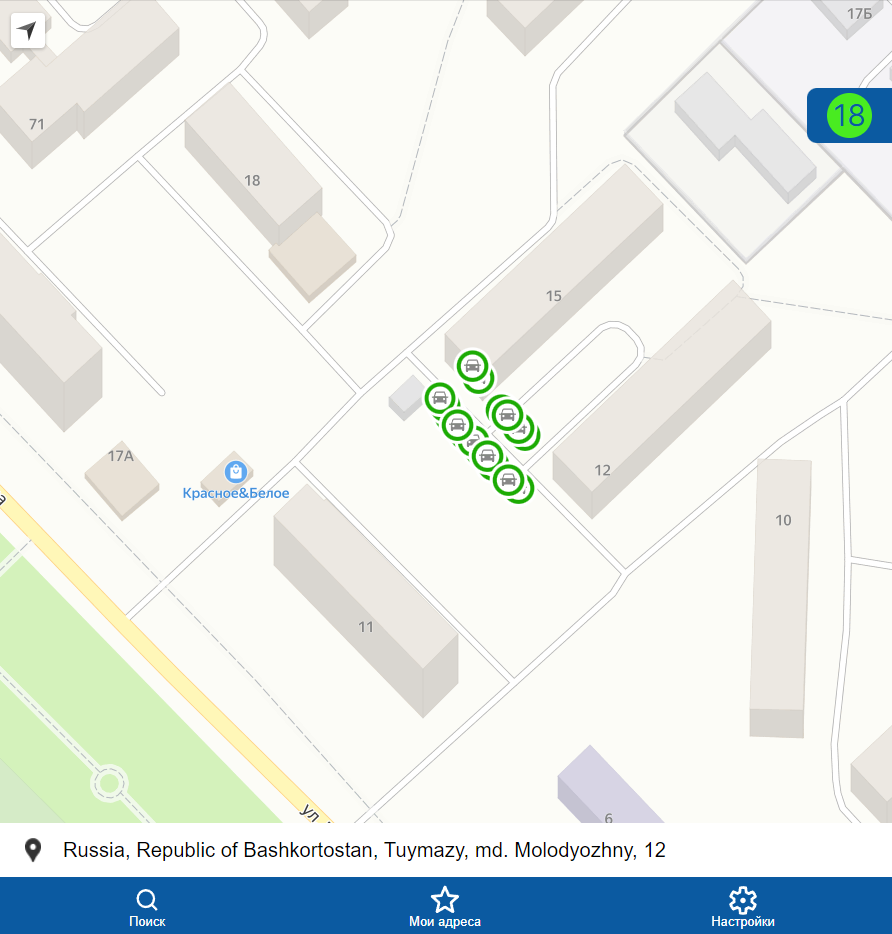 17Б
18
71
18
15
17А
Красное&Белое
12
10
11
6
ул.
а
Russia, Republic of Bashkortostan, Tuymazy, md. Molodyozhny, 12
Поиск
Мои адреса
Настройки